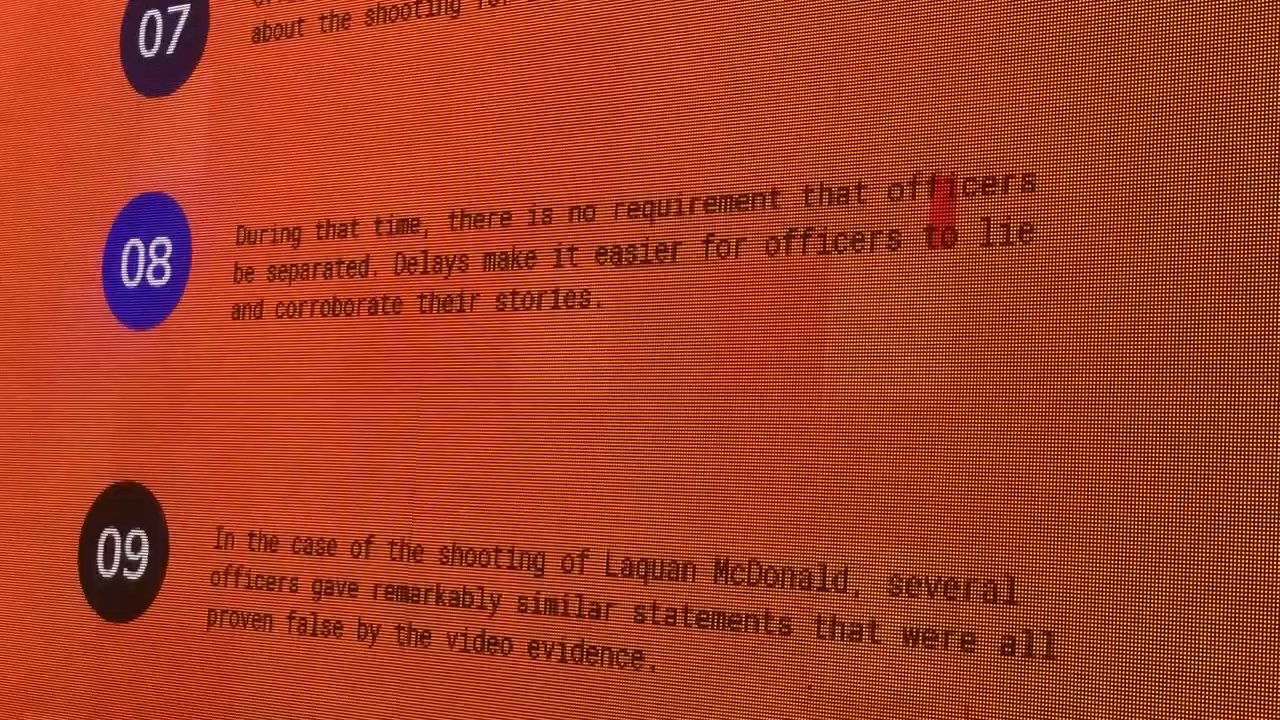 07
about the shooting
08
During that time, there is no requirement that officers
be separated. Delays make it easier for officers to lie
and corroborate their stories.
09
In the case of the shooting of Laquan McDonald, several
officers gave remarkably similar statements that were all
proven false by the video evidence.